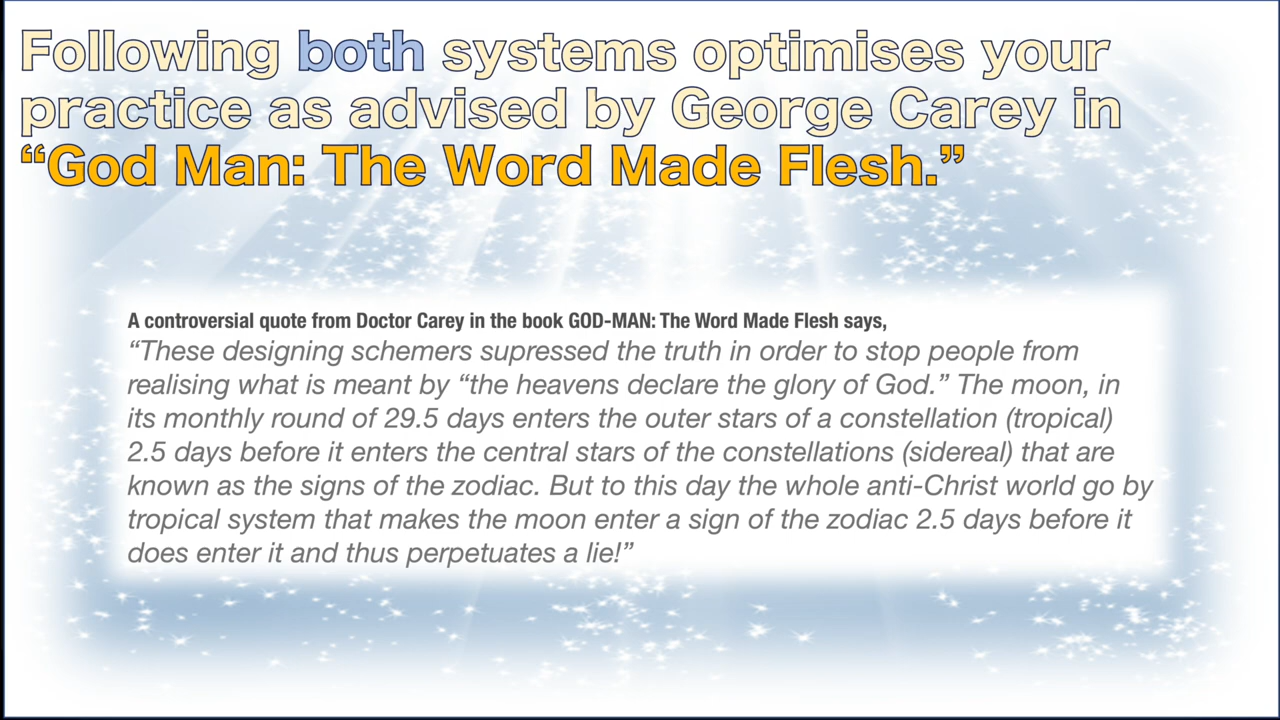 Following both systems optimises your
practice as advised by George Carey in
“God Man: The Word Made Flesh.”
A controversial quote from Doctor Carey in the book GOD-MAN: The Word Made Flesh says,
“These designing schemers supressed the truth in order to stop people from
realising what is meant by “the heavens declare the glory of God.” The moon, in
its monthly round of 29.5 days enters the outer stars of a constellation (tropical)
2.5 days before it enters the central stars of the constellations (sidereal) that are
known as the signs of the zodiac. But to this day the whole anti-Christ world go by
tropical system that makes the moon enter a sign of the zodiac 2.5 days before it
does enter it and thus perpetuates a lie!”